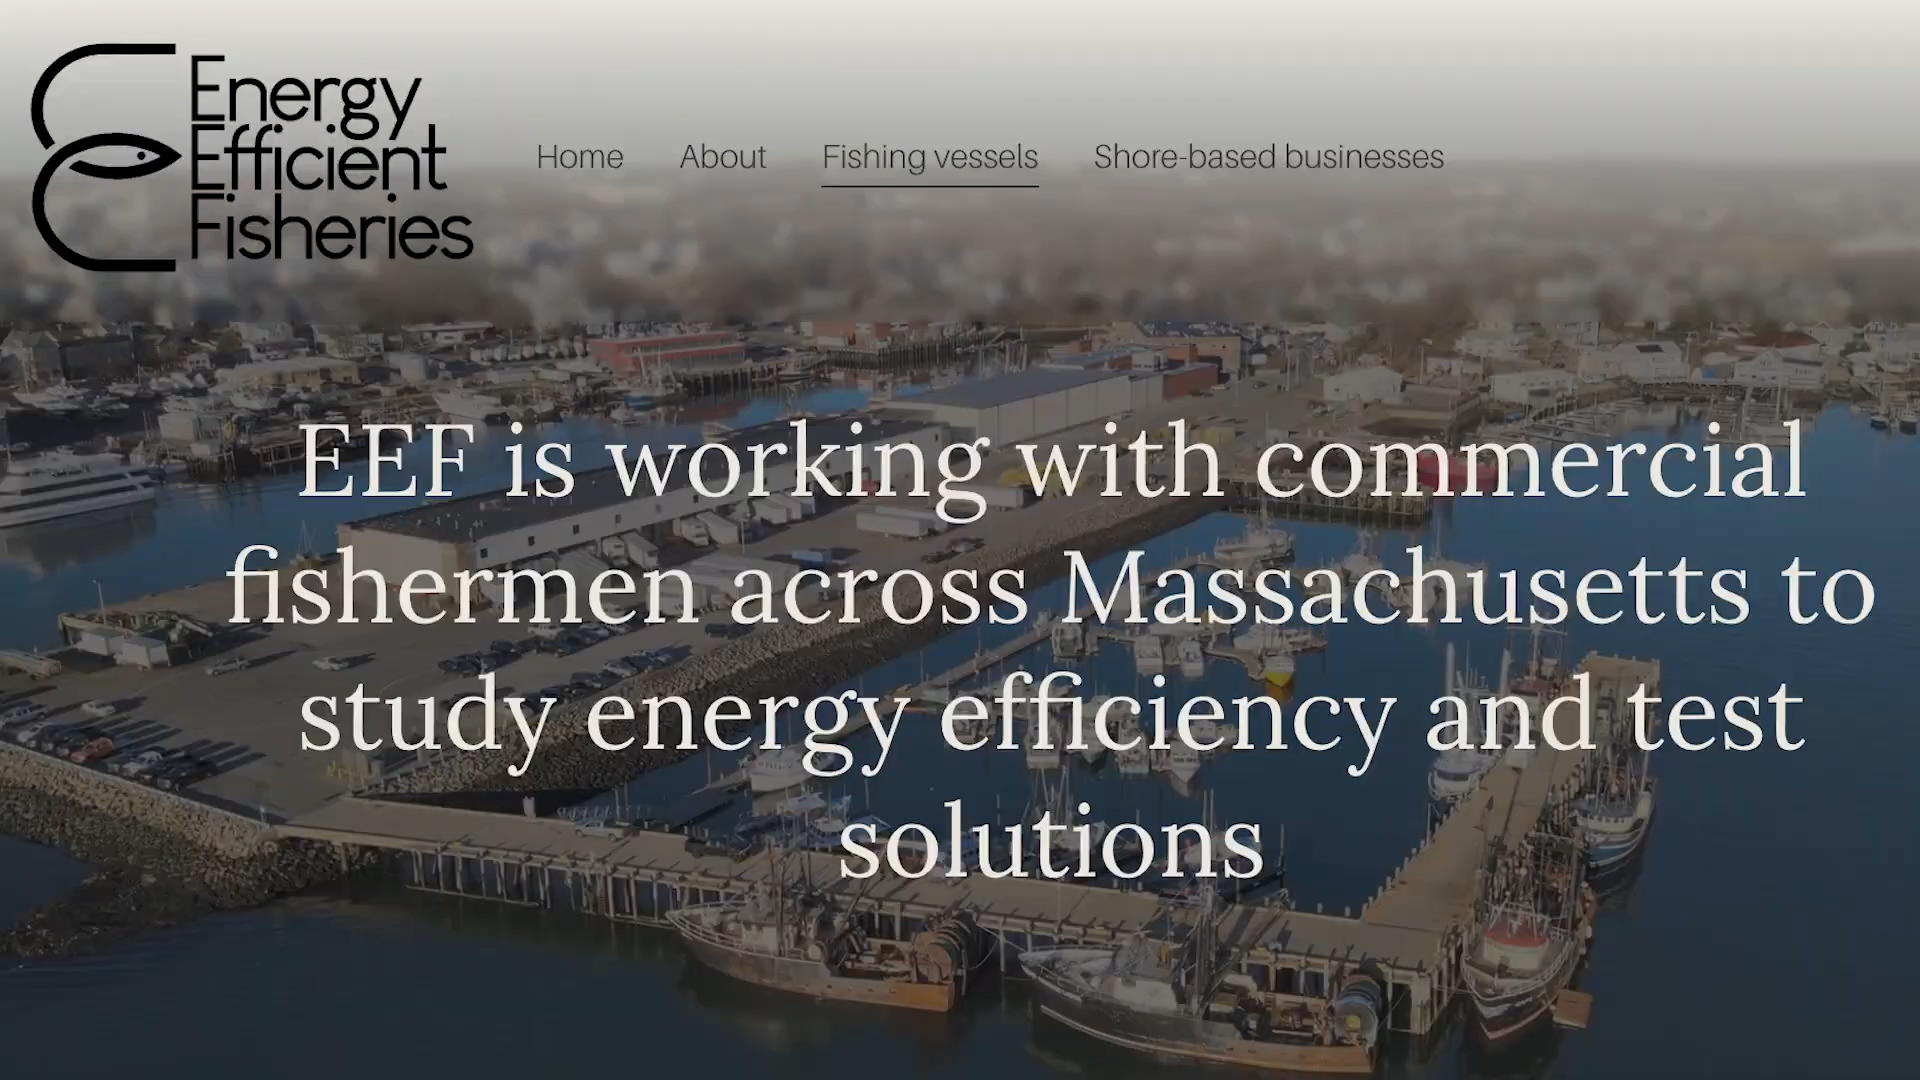 Energy
Efficient
Fisheries
Home About Fishing vessels Shore-based businesses
EEF is working with commercial
fishermen across Massachusetts to
study energy efficiency and test
solutions